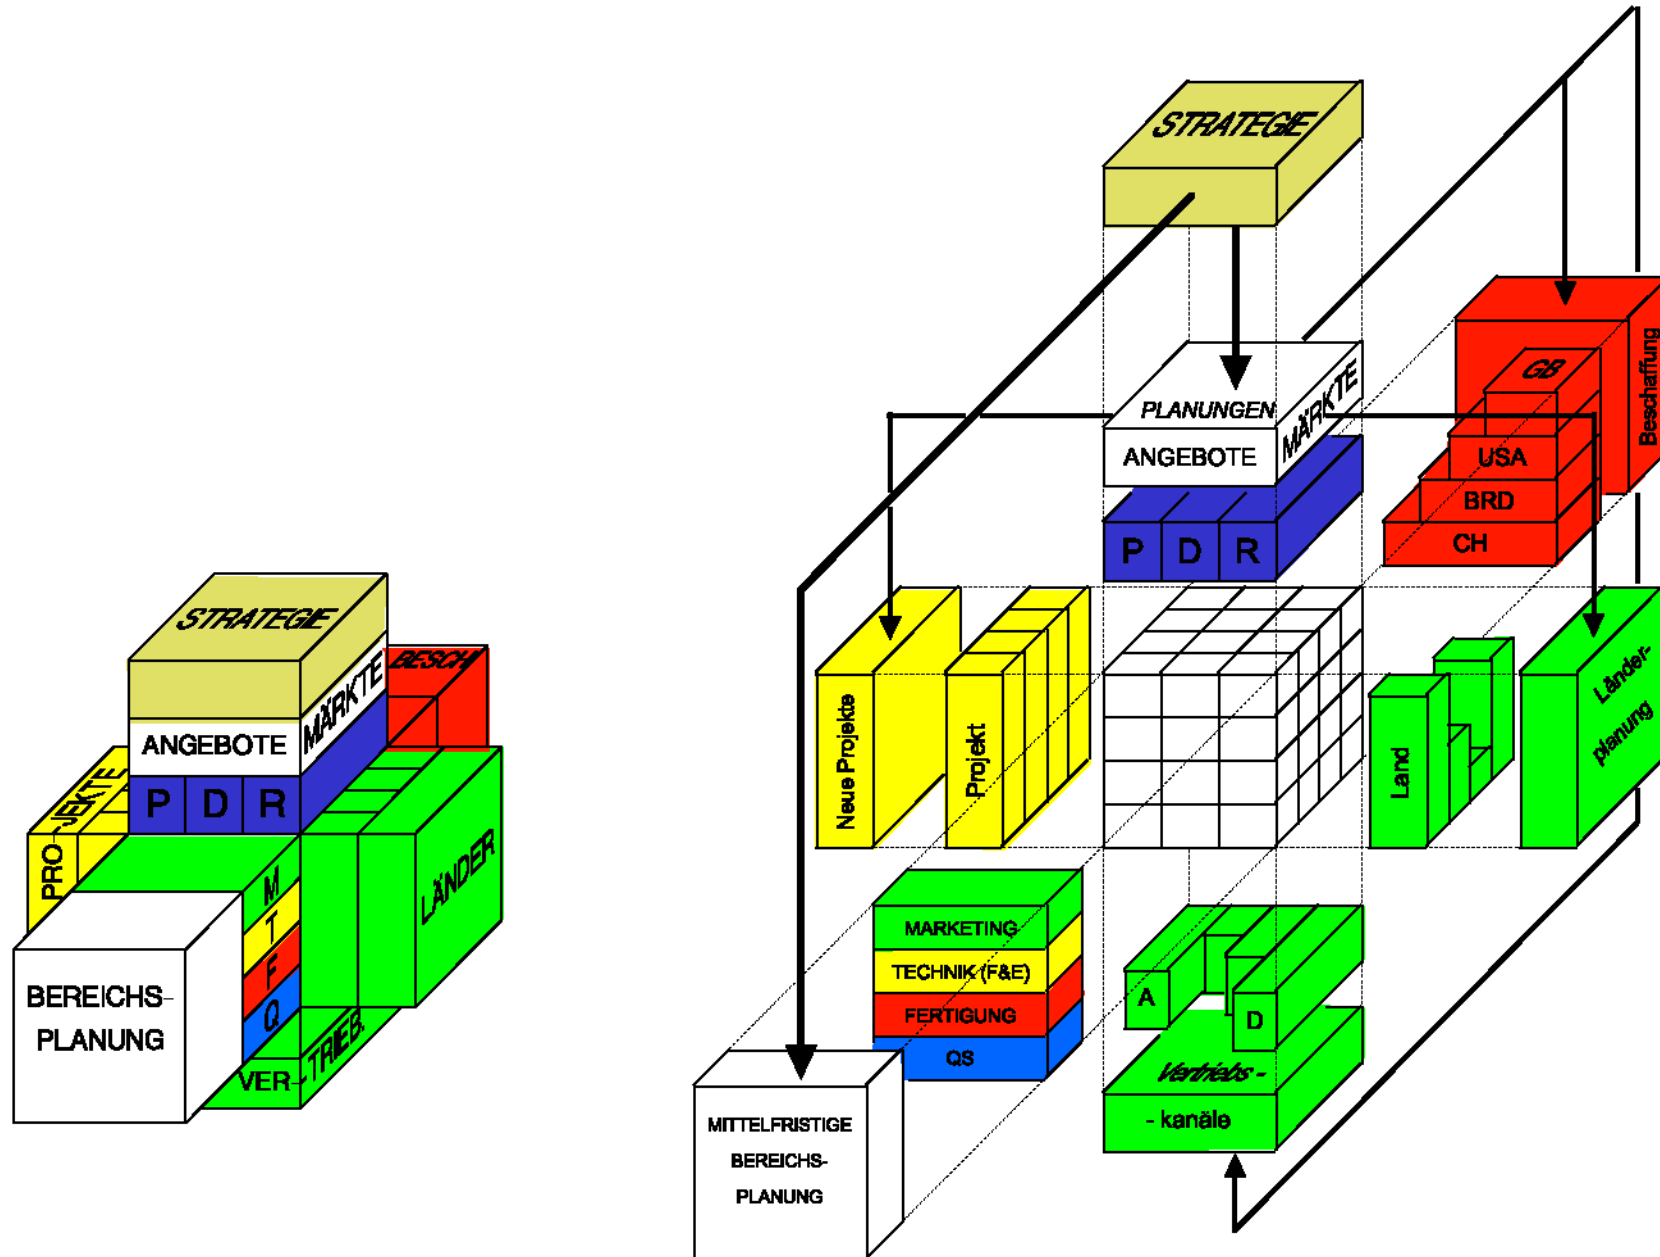 STRATEGIE
BESCH
MÄRKTE
ANGEBOTE
P D R
PRO-
JEKTE
M
T
F
Q
LÄNDER
BEREICHS-
PLANUNG
VER-
TRIEB.
STRATEGIE
PLANUNGEN
MÄRKTE
ANGEBOTE
P D R
Beschaffung
GB
USA
BRD
CH
Neue Projekte
Projekt
Land
Länder-
planung
MARKETING
TECHNIK (F&E)
FERTIGUNG
QS
A
D
Vertriebs -
- kanäle
MITTELFRISTIGE
BEREICHS-
PLANUNG